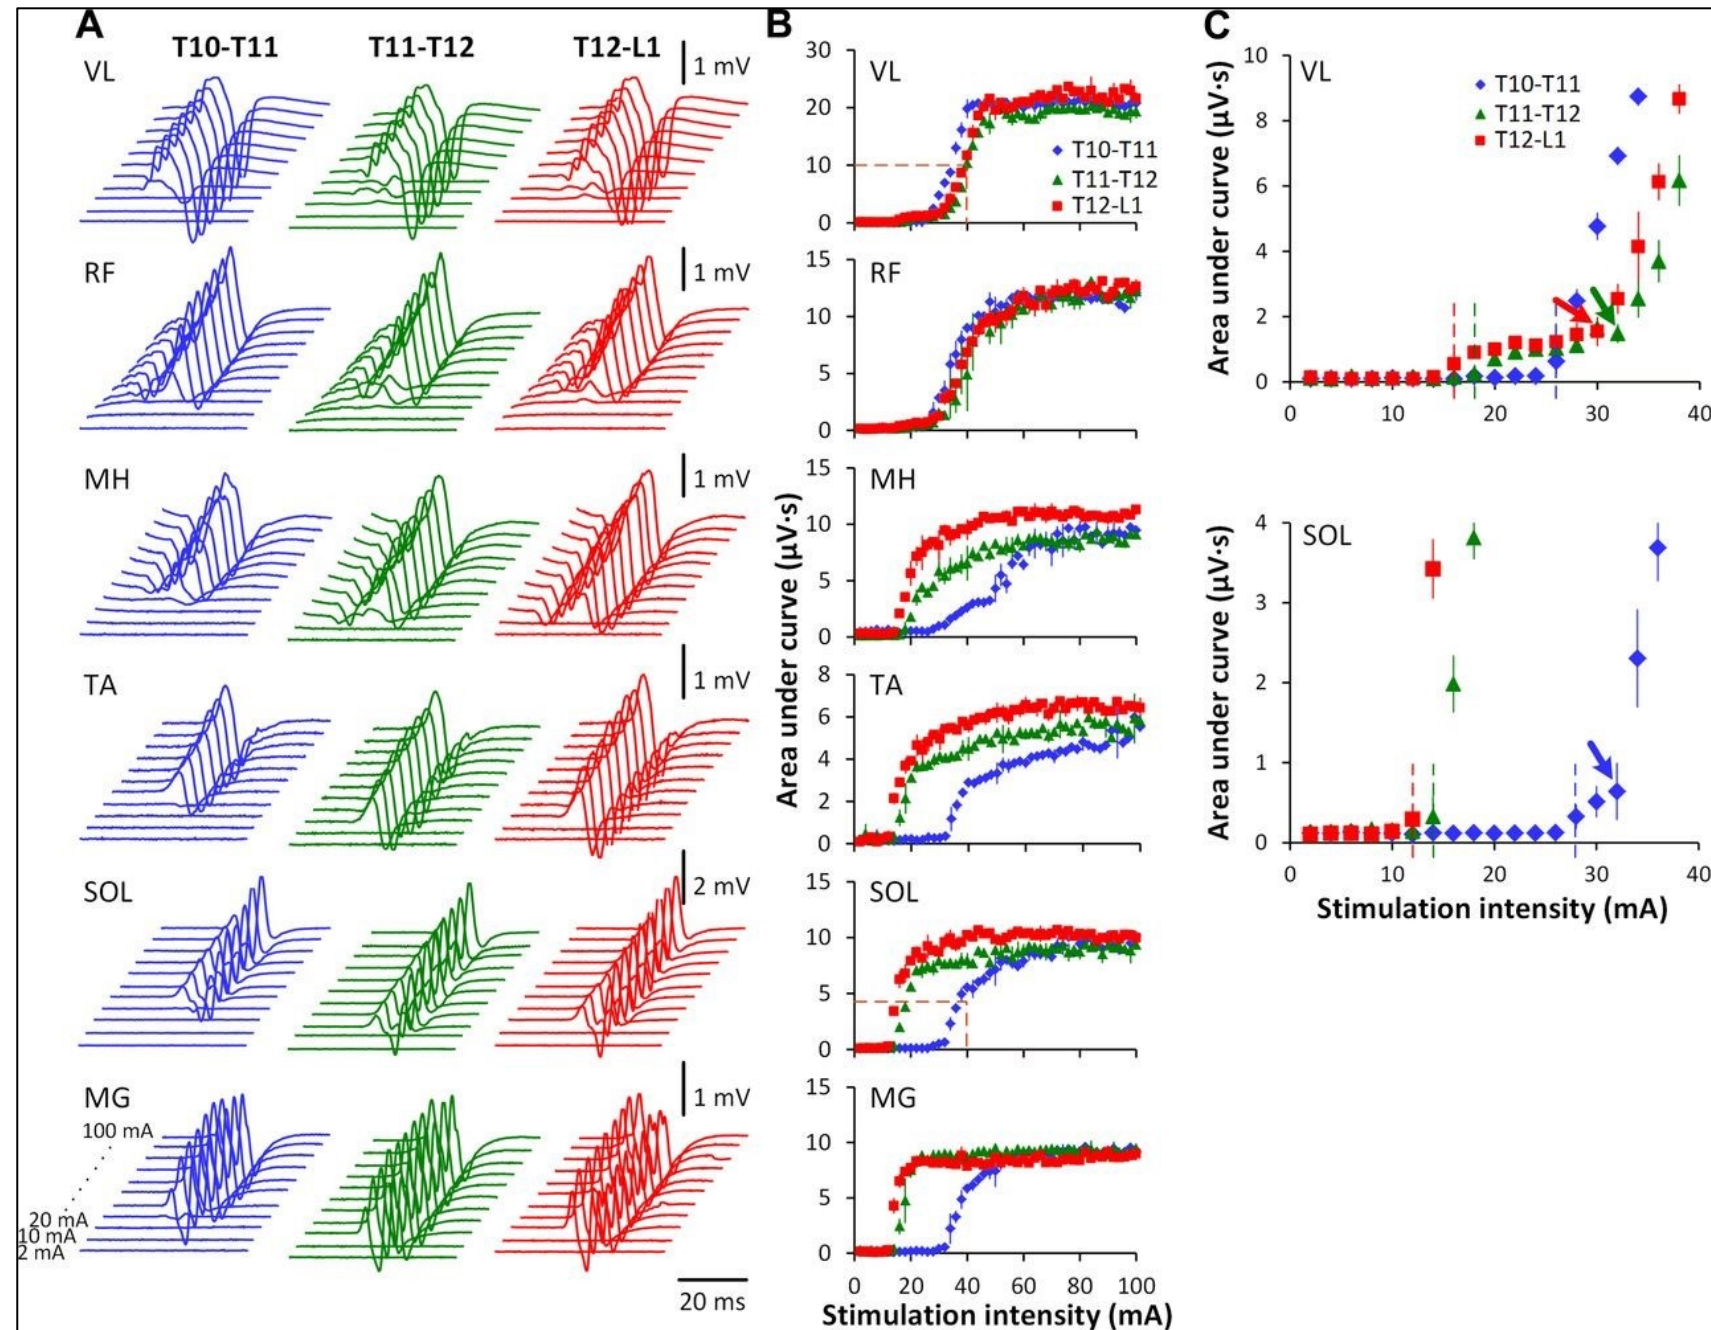 A
T10-T11 T11-T12 T12-L1
VL
1 mV
RF
1 mV
MH
1 mV
TA
1 mV
SOL
2 mV
MG
1 mV
100 mA
20 mA
10 mA
2 mA
20 ms
B
Area under curve (µV·s)
VL
30
20
10
0
T10-T11
T11-T12
T12-L1
RF
15
10
5
0
MH
15
10
5
0
TA
8
6
4
2
0
SOL
15
10
5
0
MG
15
10
5
0
0 20 40 60 80 100
Stimulation intensity (mA)
C
Area under curve (µV·s)
VL
10
8
6
4
2
0
T10-T11
T11-T12
T12-L1
0 10 20 30 40
Area under curve (µV·s)
SOL
4
3
2
1
0
0 10 20 30 40
Stimulation intensity (mA)